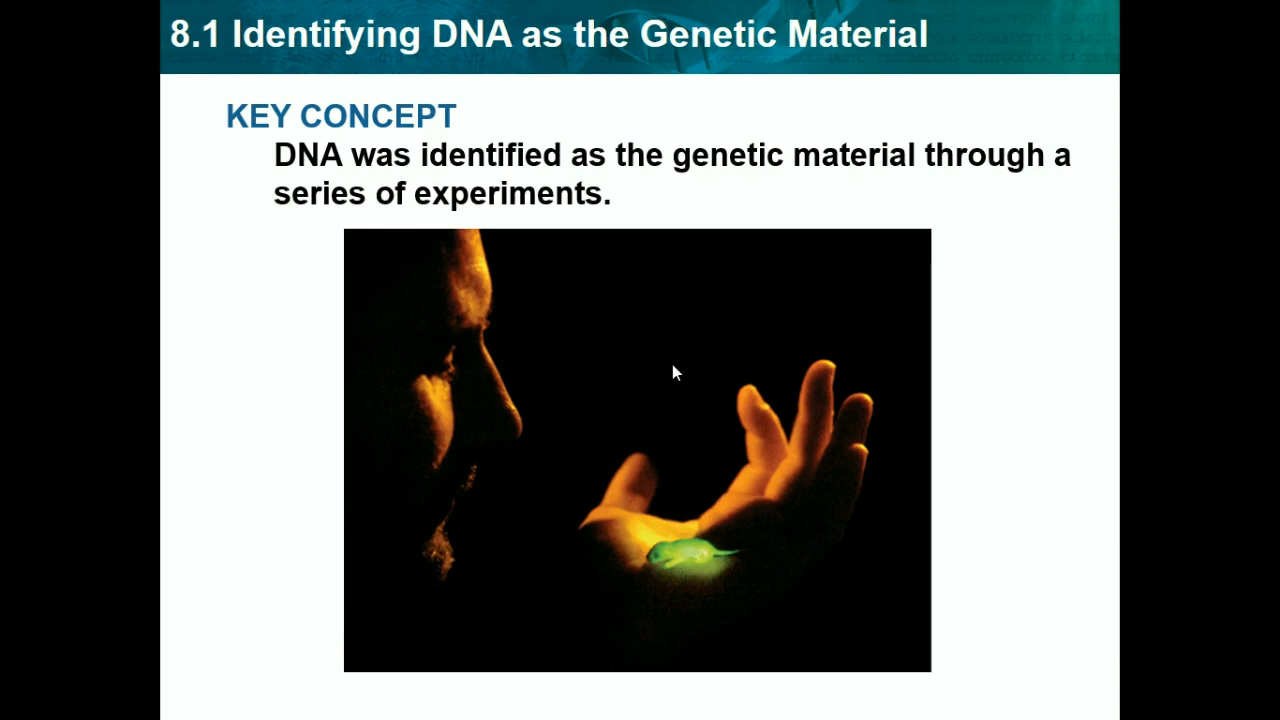 8.1 Identifying DNA as the Genetic Material
KEY CONCEPT
DNA was identified as the genetic material through a
series of experiments.